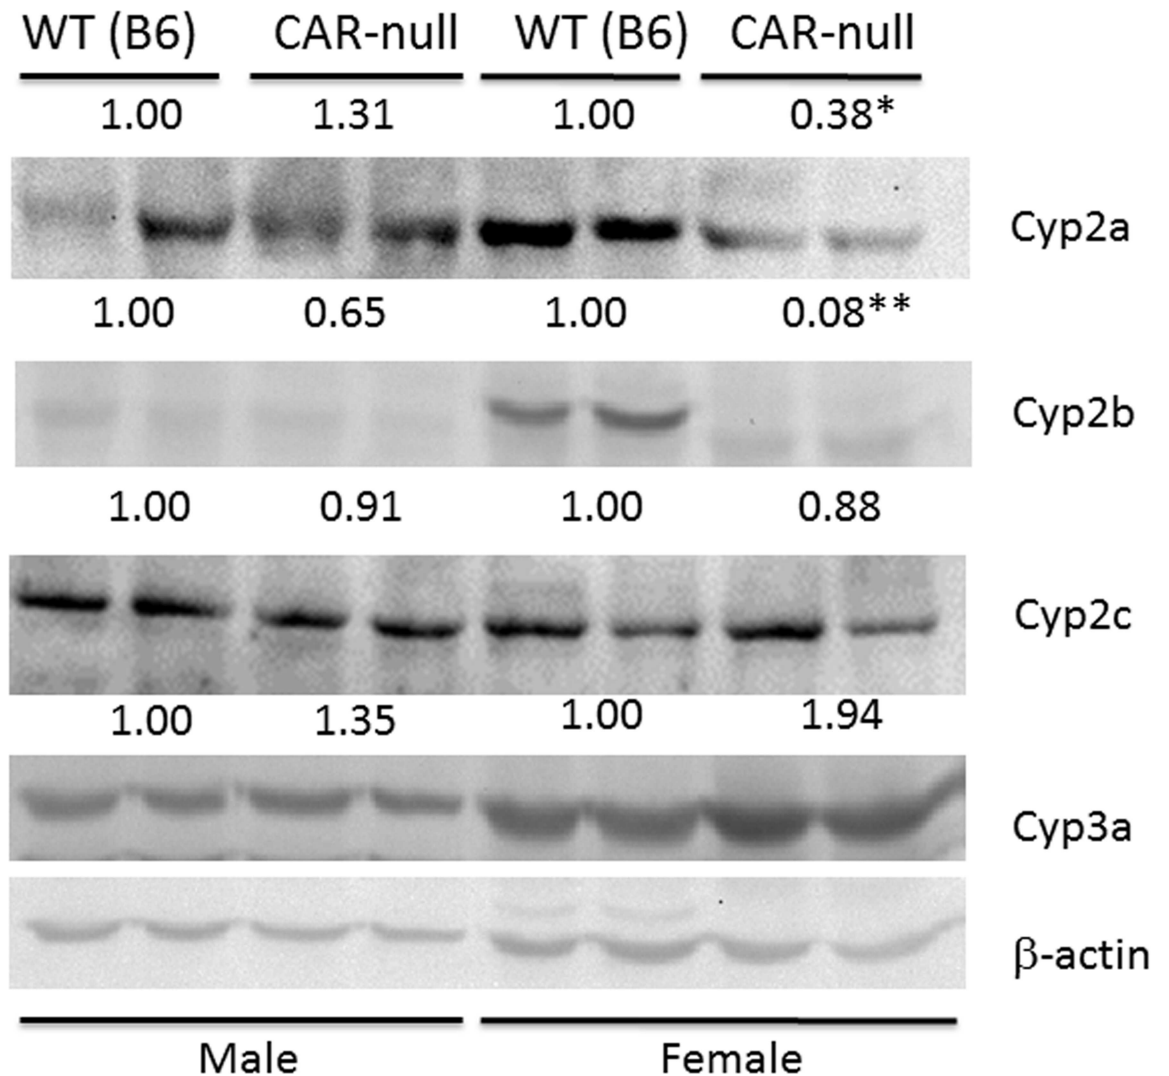 WT (B6) CAR-null WT (B6) CAR-null
1.00 1.31 1.00 0.38*
Cyp2a
1.00 0.65 1.00 0.08**
Cyp2b
1.00 0.91 1.00 0.88
Cyp2c
1.00 1.35 1.00 1.94
Cyp3a
β-actin
Male Female